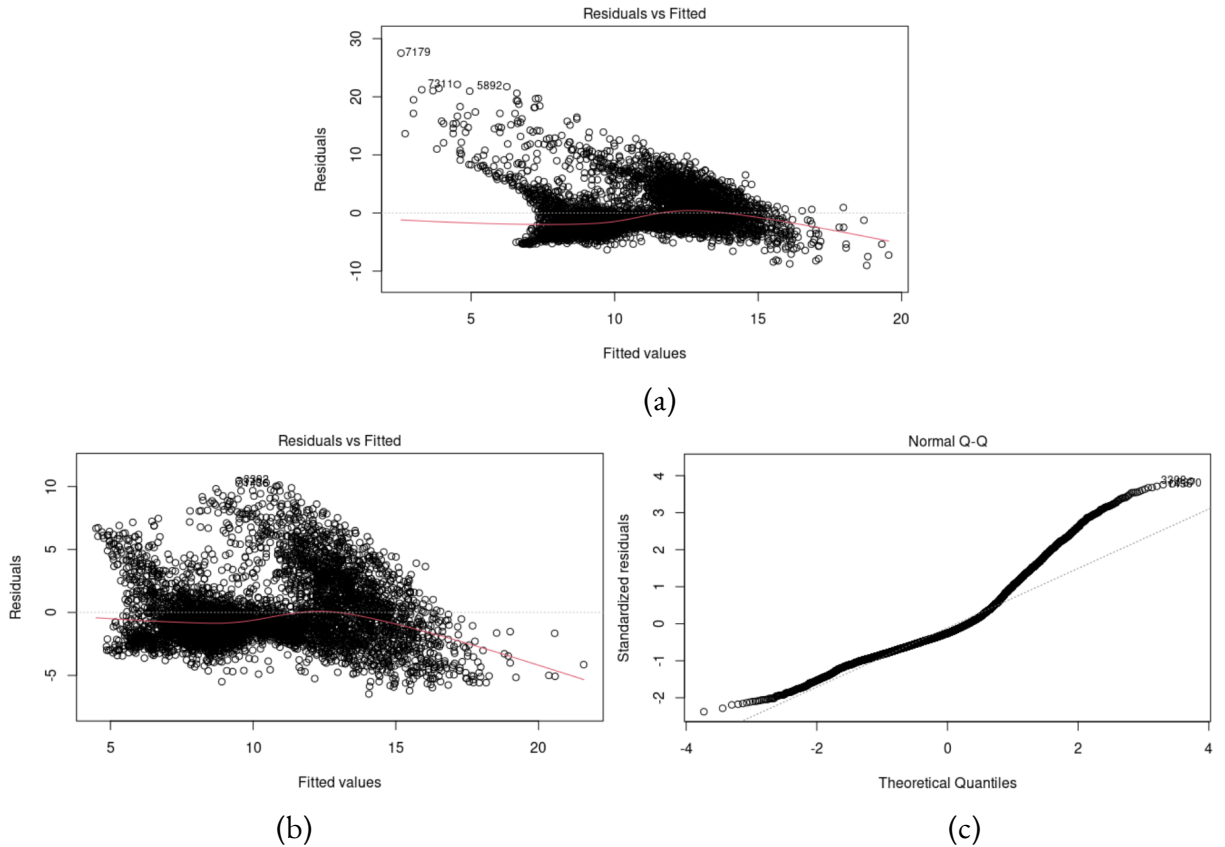 Residuals vs Fitted
30
20
10
0
-10
Residuals
7179
7311
5892
5
10
15
20
Fitted values
(a)
Residuals vs Fitted
10
5
0
-5
Residuals
5
10
15
20
Fitted values
(b)
Normal Q-Q
4
3
2
1
0
-1
-2
Standardized residuals
-4
-2
0
2
4
Theoretical Quantiles
(c)